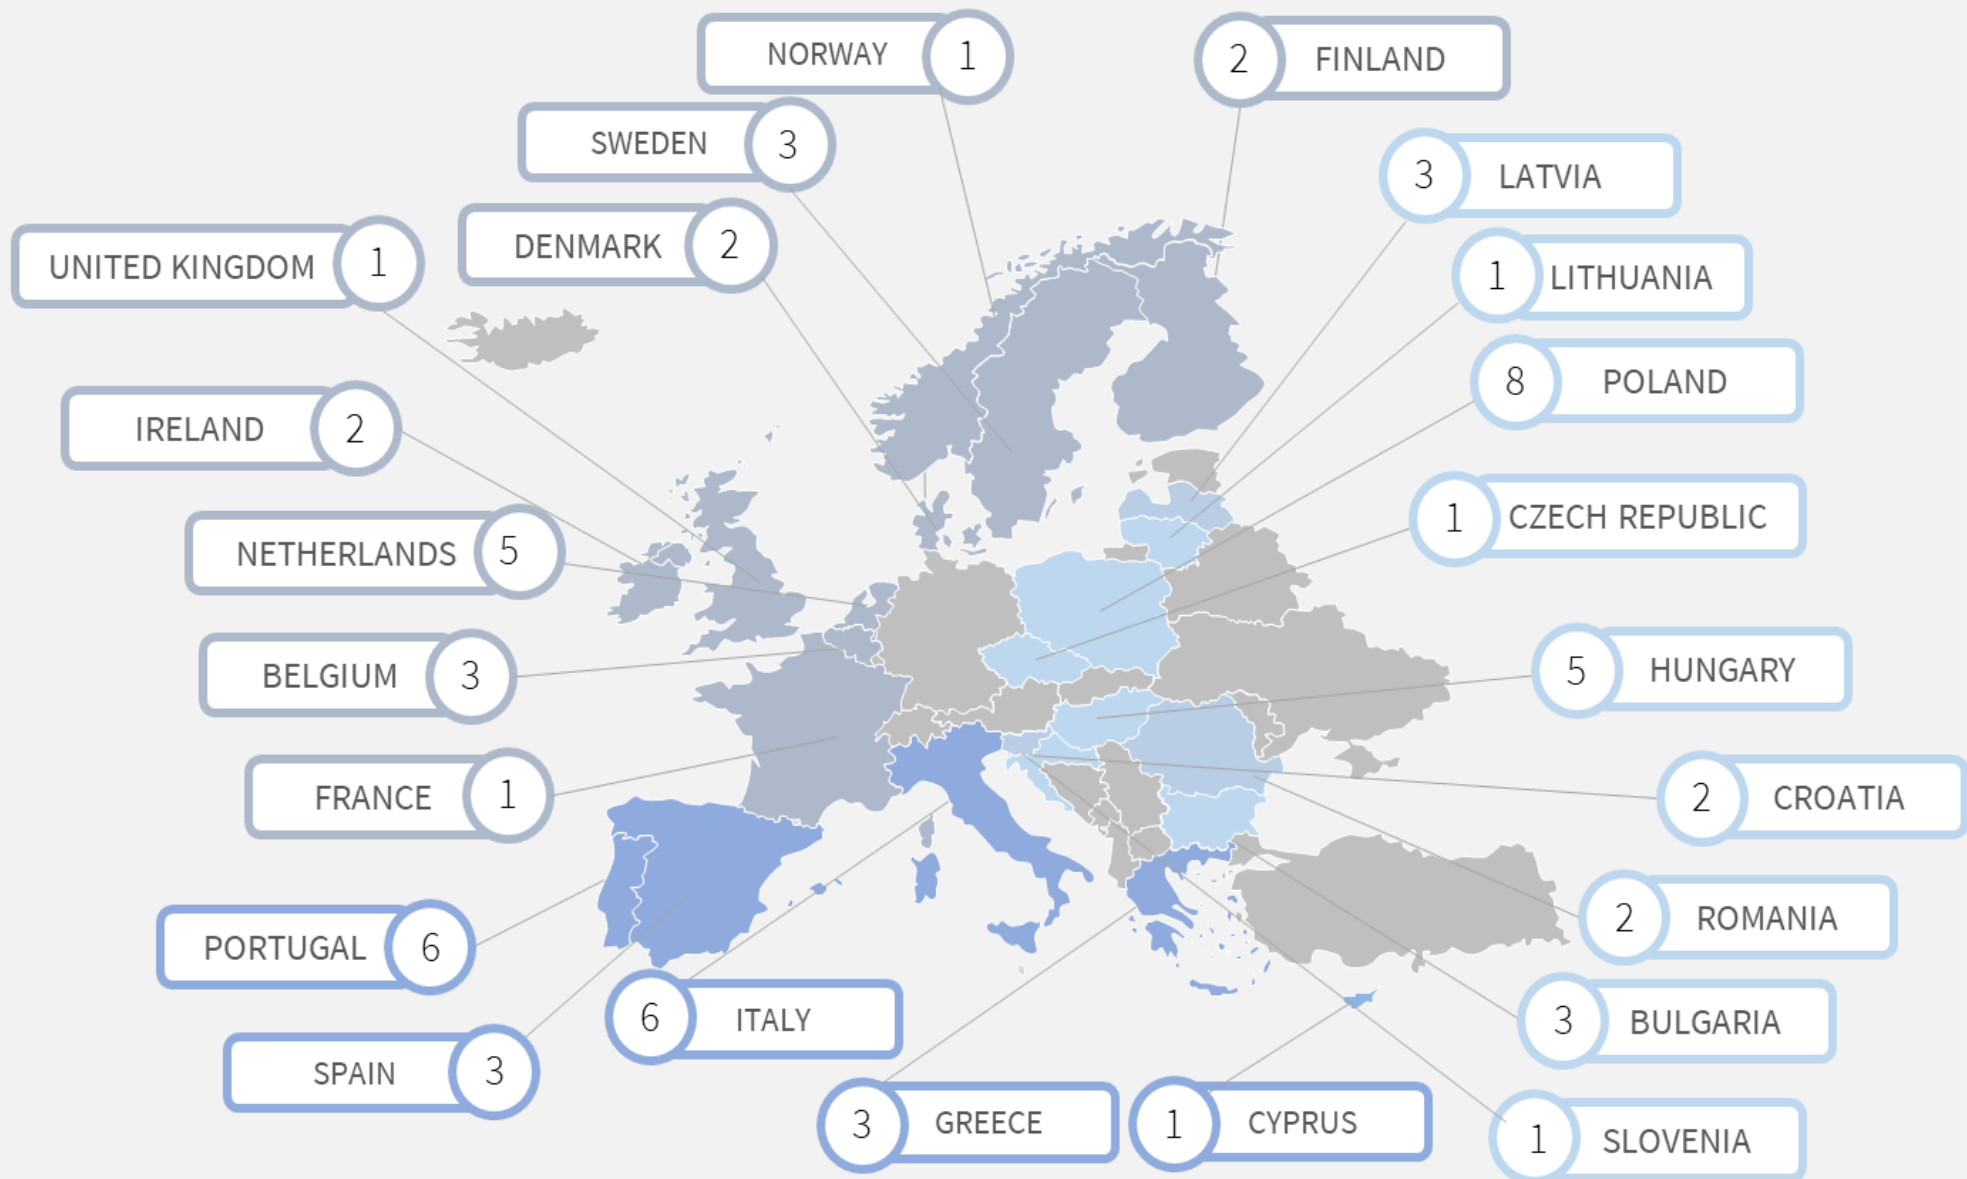 NORWAY 1
2 FINLAND
SWEDEN 3
3 LATVIA
DENMARK 2
UNITED KINGDOM 1
1 LITHUANIA
8 POLAND
IRELAND 2
1 CZECH REPUBLIC
NETHERLANDS 5
BELGIUM 3
5 HUNGARY
FRANCE 1
2 CROATIA
2 ROMANIA
PORTUGAL 6
6 ITALY
3 BULGARIA
SPAIN 3
3 GREECE
1 CYPRUS
1 SLOVENIA